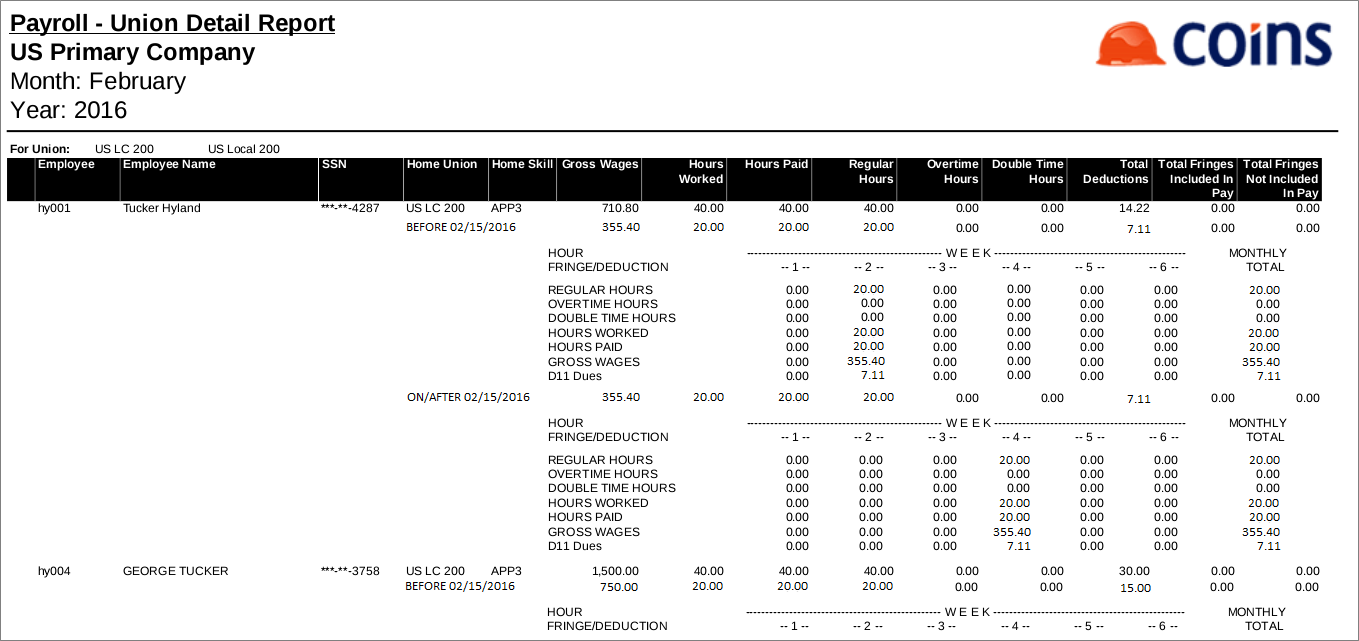 Payroll - Union Detail Report
US Primary Company
Month: February
Year: 2016
coins
For Union: US LC 200 US Local 200
Employee Employee Name SSN Home Union Home Skill Gross Wages Hours Hours Paid Regular Overtime Double Time Total Total Fringes Total Fringes
Worked Hours Hours Hours Deductions Included In Not Included
Pay In Pay
hy001 Tucker Hyland ***-**-4287 US LC 200 APP3 710.80 40.00 40.00 40.00 0.00 0.00 14.22 0.00 0.00
BEFORE 02/15/2016 355.40 20.00 20.00 20.00 0.00 0.00 7.11 0.00 0.00
HOUR ---------------------------------------------- W E E K ---------------------------------------------- MONTHLY
FRINGE/DEDUCTION -- 1 -- -- 2 -- -- 3 -- -- 4 -- -- 5 -- -- 6 -- TOTAL
REGULAR HOURS 0.00 20.00 0.00 0.00 0.00 0.00 20.00
OVERTIME HOURS 0.00 0.00 0.00 0.00 0.00 0.00 0.00
DOUBLE TIME HOURS 0.00 0.00 0.00 0.00 0.00 0.00 0.00
HOURS WORKED 0.00 20.00 0.00 0.00 0.00 0.00 20.00
HOURS PAID 0.00 20.00 0.00 0.00 0.00 0.00 20.00
GROSS WAGES 0.00 355.40 0.00 0.00 0.00 0.00 355.40
D11 Dues 0.00 7.11 0.00 0.00 0.00 0.00 7.11
ON/AFTER 02/15/2016 355.40 20.00 20.00 20.00 0.00 0.00 7.11 0.00 0.00
HOUR ---------------------------------------------- W E E K ---------------------------------------------- MONTHLY
FRINGE/DEDUCTION -- 1 -- -- 2 -- -- 3 -- -- 4 -- -- 5 -- -- 6 -- TOTAL
REGULAR HOURS 0.00 0.00 0.00 20.00 0.00 0.00 20.00
OVERTIME HOURS 0.00 0.00 0.00 0.00 0.00 0.00 0.00
DOUBLE TIME HOURS 0.00 0.00 0.00 0.00 0.00 0.00 0.00
HOURS WORKED 0.00 0.00 0.00 20.00 0.00 0.00 20.00
HOURS PAID 0.00 0.00 0.00 20.00 0.00 0.00 20.00
GROSS WAGES 0.00 0.00 0.00 355.40 0.00 0.00 355.40
D11 Dues 0.00 0.00 0.00 7.11 0.00 0.00 7.11
hy004 GEORGE TUCKER ***-**-3758 US LC 200 APP3 1,500.00 40.00 40.00 40.00 0.00 0.00 30.00 0.00 0.00
BEFORE 02/15/2016 750.00 20.00 20.00 20.00 0.00 0.00 15.00 0.00 0.00
HOUR ---------------------------------------------- W E E K ---------------------------------------------- MONTHLY
FRINGE/DEDUCTION -- 1 -- -- 2 -- -- 3 -- -- 4 -- -- 5 -- -- 6 -- TOTAL